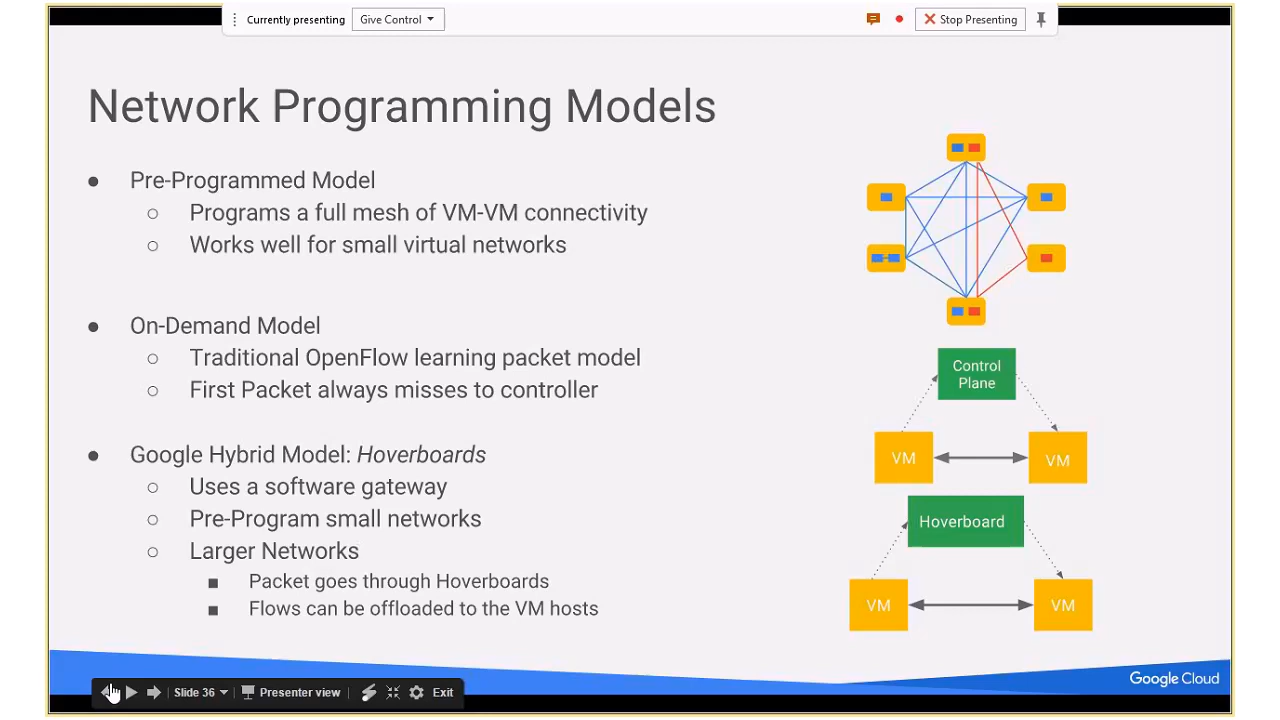 Currently presenting
Give Control
Stop Presenting
Network Programming Models
● Pre-Programmed Model
○ Programs a full mesh of VM-VM connectivity
○ Works well for small virtual networks
● On-Demand Model
○ Traditional OpenFlow learning packet model
○ First Packet always misses to controller
● Google Hybrid Model: Hoverboards
○ Uses a software gateway
○ Pre-Program small networks
○ Larger Networks
■ Packet goes through Hoverboards
■ Flows can be offloaded to the VM hosts
Control
Plane
VM
VM
Hoverboard
VM
VM
Google Cloud
Slide 36
Presenter view
Exit